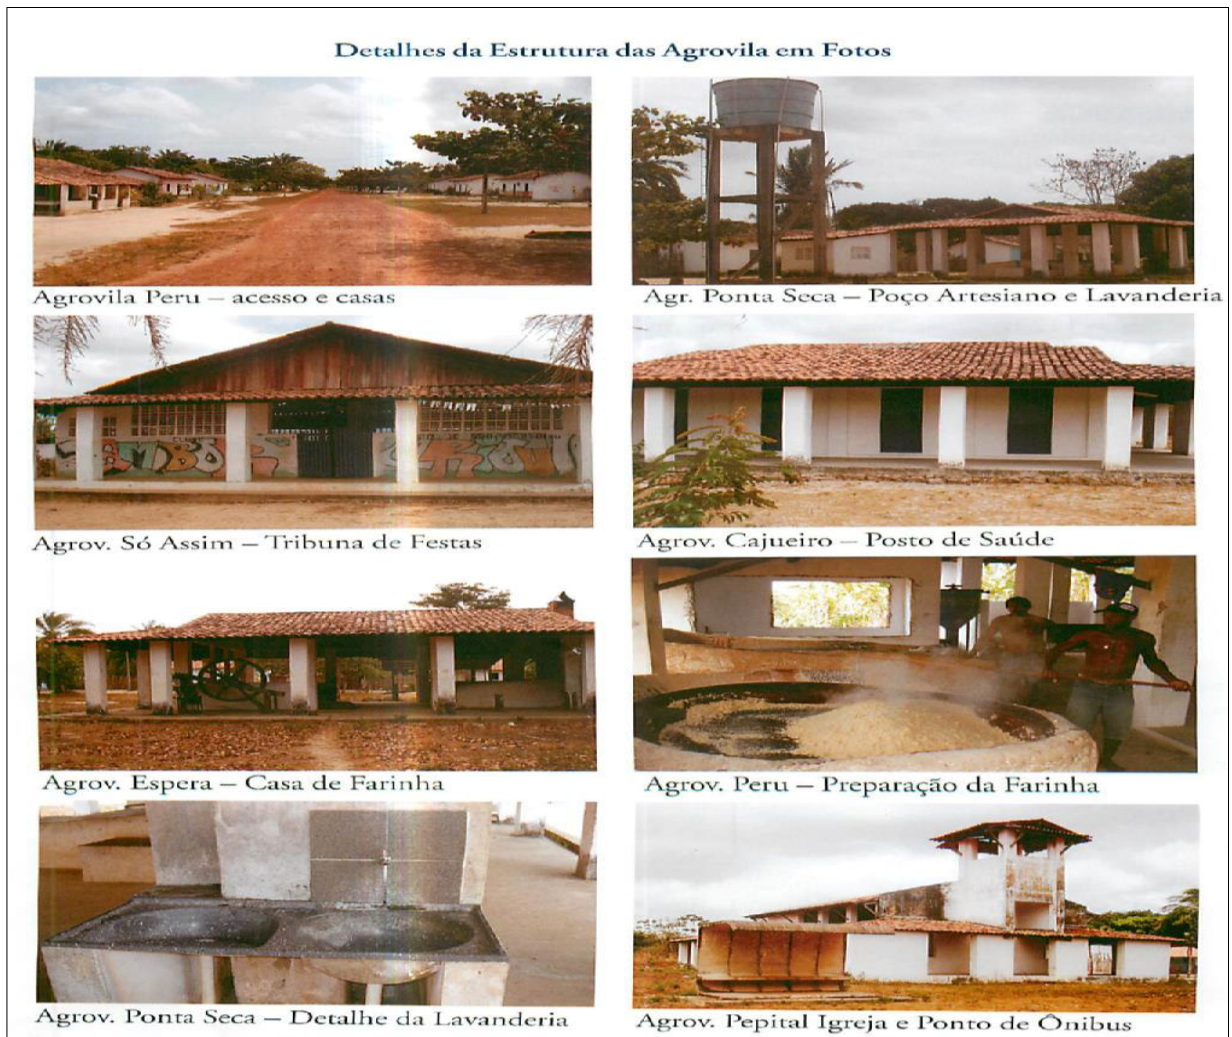 Detalhes da Estrutura das Agrovila em Fotos
Agrovila Peru – acesso e casas
Agr. Ponta Seca – Poço Artesiano e Lavanderia
Agrov. Só Assim – Tribuna de Festas
Agrov. Cajueiro – Posto de Saúde
Agrov. Espera – Casa de Farinha
Agrov. Peru – Preparação da Farinha
Agrov. Ponta Seca – Detalhe da Lavanderia
Agrov. Pepital Igreja e Ponto de Ônibus